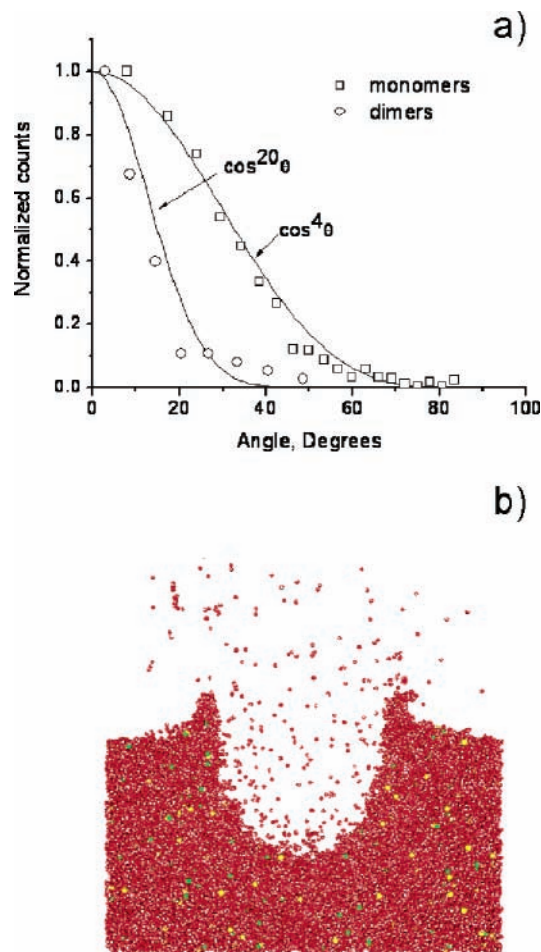 a)
1.0
0.8
0.6
0.4
0.2
0.0
Normalized counts
monomers
dimers
cos²⁰θ
cos⁴θ
0 20 40 60 80 100
Angle, Degrees
b)